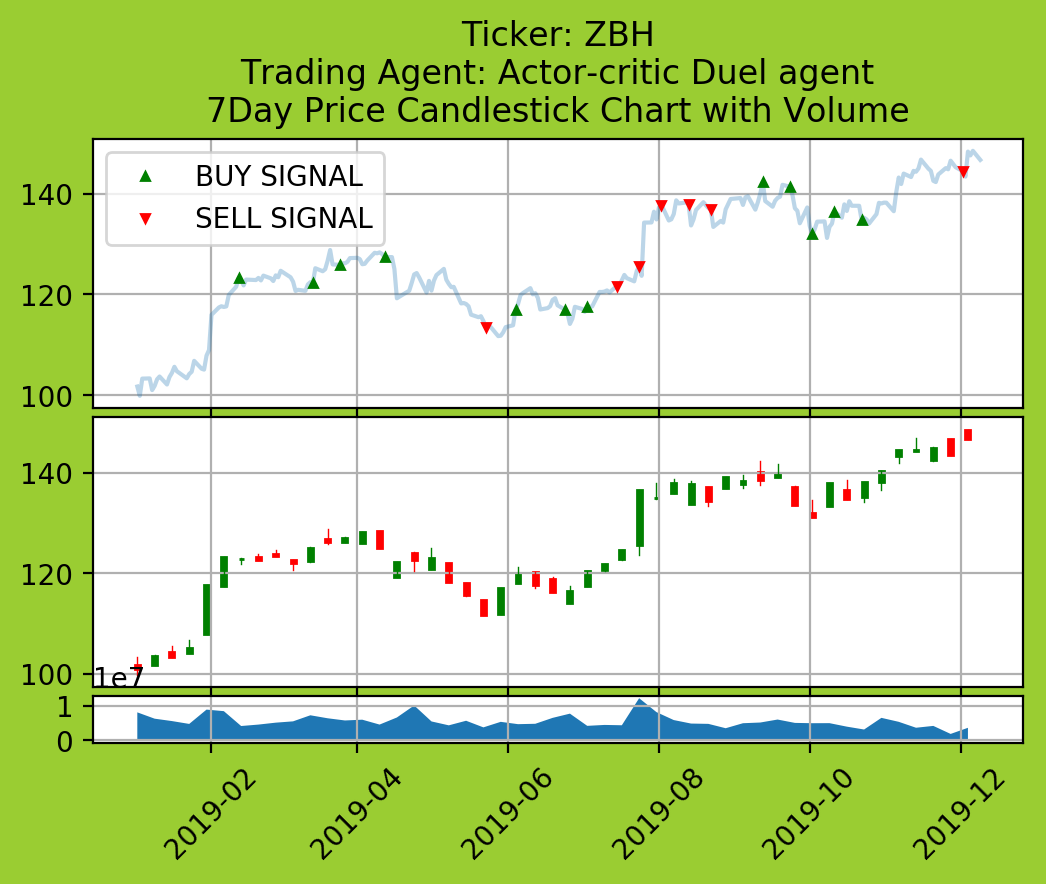 Ticker: ZBH
Trading Agent: Actor-critic Duel agent
7Day Price Candlestick Chart with Volume
BUY SIGNAL
SELL SIGNAL
140
120
100
140
120
100
1e7
1
0
2019-02
2019-04
2019-06
2019-08
2019-10
2019-12